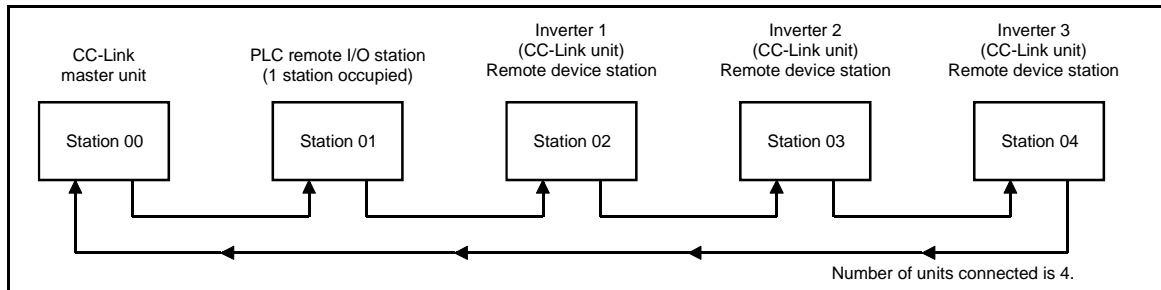 CC-Link
master unit
PLC remote I/O station
(1 station occupied)
Inverter 1
(CC-Link unit)
Remote device station
Inverter 2
(CC-Link unit)
Remote device station
Inverter 3
(CC-Link unit)
Remote device station
Station 00
Station 01
Station 02
Station 03
Station 04
Number of units connected is 4.